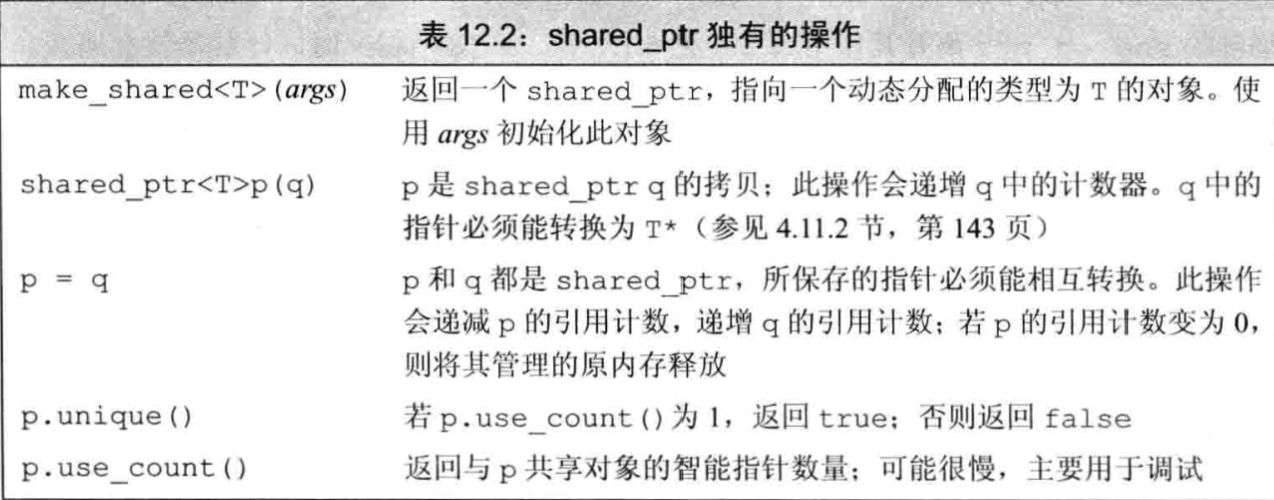 表 12.2：shared_ptr 独有的操作
make_shared<T>(args) 返回一个 shared_ptr，指向一个动态分配的类型为 T 的对象。使
用 args 初始化此对象
shared_ptr<T>p(q) p 是 shared_ptr q 的拷贝；此操作会递增 q 中的计数器。q 中的
指针必须能转换为 T*（参见 4.11.2 节，第 143 页）
p = q p 和 q 都是 shared_ptr，所保存的指针必须能相互转换。此操作
会递减 p 的引用计数，递增 q 的引用计数；若 p 的引用计数变为 0，
则将其管理的原内存释放
p.unique() 若 p.use_count()为 1，返回 true；否则返回 false
p.use_count() 返回与 p 共享对象的智能指针数量；可能很慢，主要用于调试